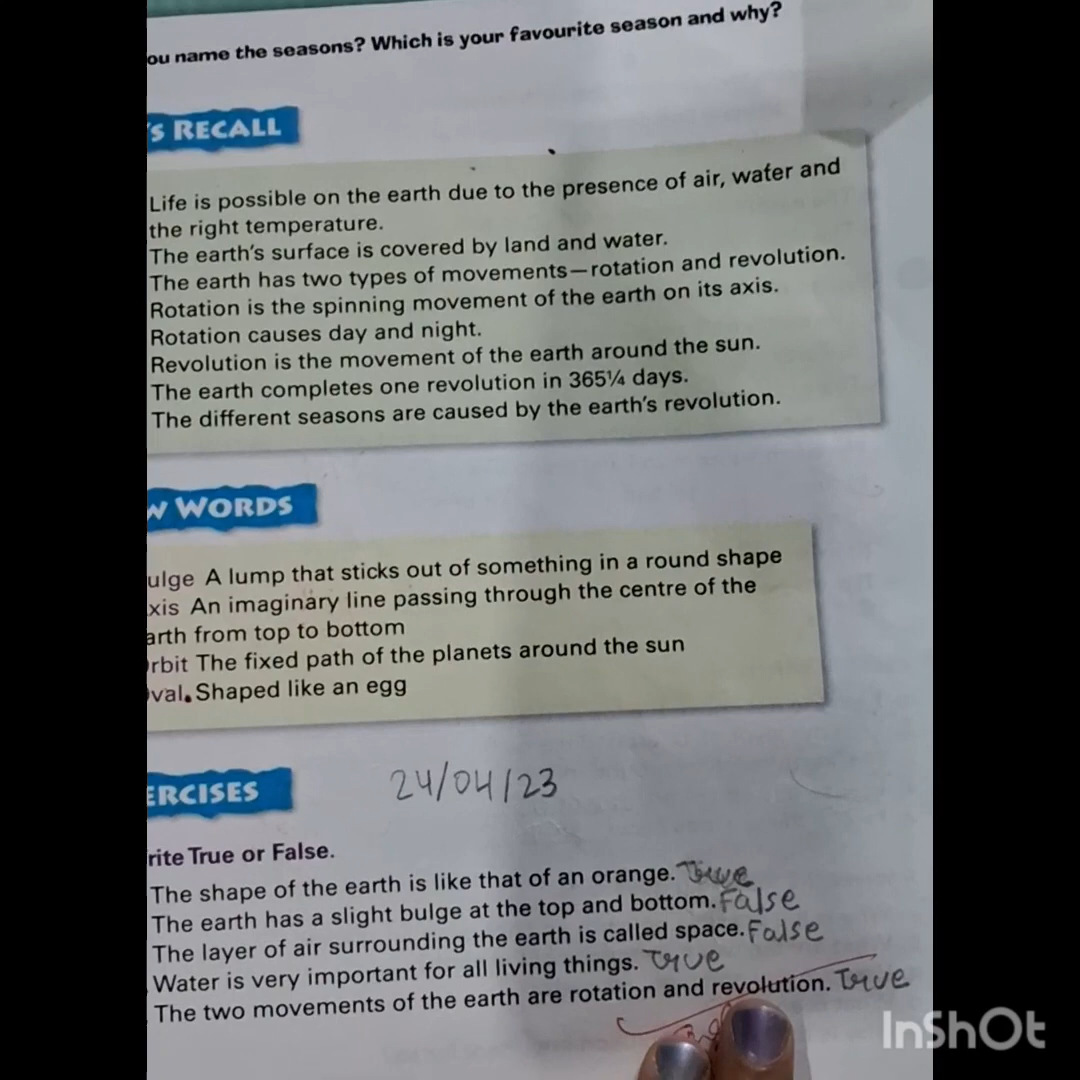 ou name the seasons? Which is your favourite season and why?
'S RECALL
Life is possible on the earth due to the presence of air, water and
the right temperature.
The earth's surface is covered by land and water.
The earth has two types of movements—rotation and revolution.
Rotation is the spinning movement of the earth on its axis.
Rotation causes day and night.
Revolution is the movement of the earth around the sun.
The earth completes one revolution in 365¼ days.
The different seasons are caused by the earth's revolution.
W WORDS
ulge A lump that sticks out of something in a round shape
xis An imaginary line passing through the centre of the
arth from top to bottom
rbit The fixed path of the planets around the sun
val. Shaped like an egg
ERCISES 24/04/23
rite True or False.
The shape of the earth is like that of an orange. True
The earth has a slight bulge at the top and bottom. False
The layer of air surrounding the earth is called space. False
Water is very important for all living things. True
The two movements of the earth are rotation and revolution. True
InShOt